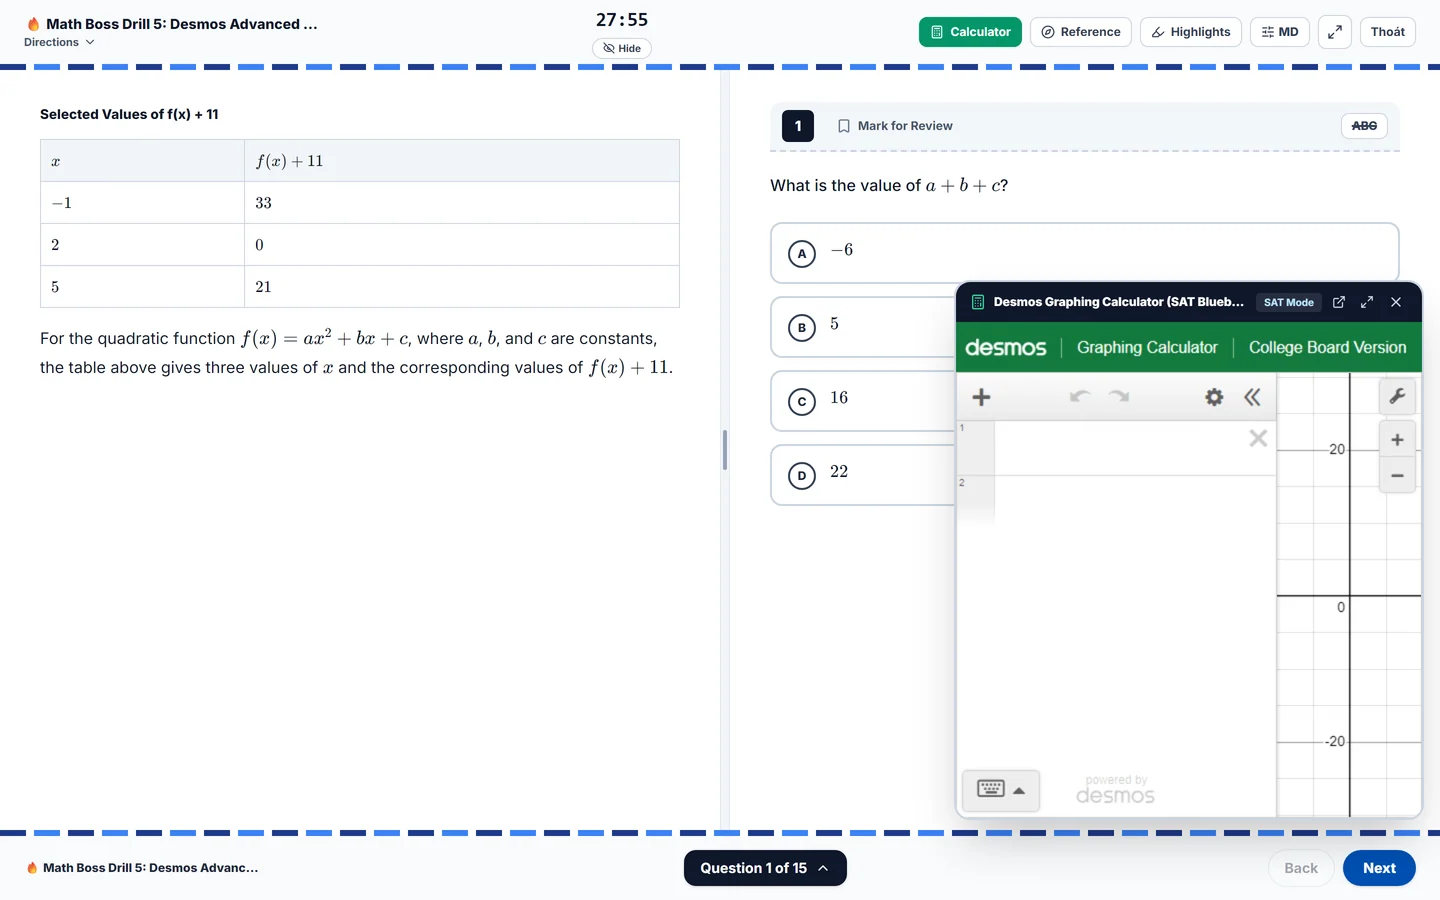 🔥 Math Boss Drill 5: Desmos Advanced ...
Directions
27:55
Hide
Calculator
Reference
Highlights
MD
Thoát
Selected Values of f(x) + 11
x f(x) + 11
−1 33
2 0
5 21
For the quadratic function f(x) = ax² + bx + c, where a, b, and c are constants,
the table above gives three values of x and the corresponding values of f(x) + 11.
1 Mark for Review ABC
What is the value of a + b + c?
A −6
B 5
C 16
D 22
Desmos Graphing Calculator (SAT Blueb... SAT Mode
desmos Graphing Calculator College Board Version
1
2
20
0
-20
powered by
desmos
🔥 Math Boss Drill 5: Desmos Advanc...
Question 1 of 15
Back
Next